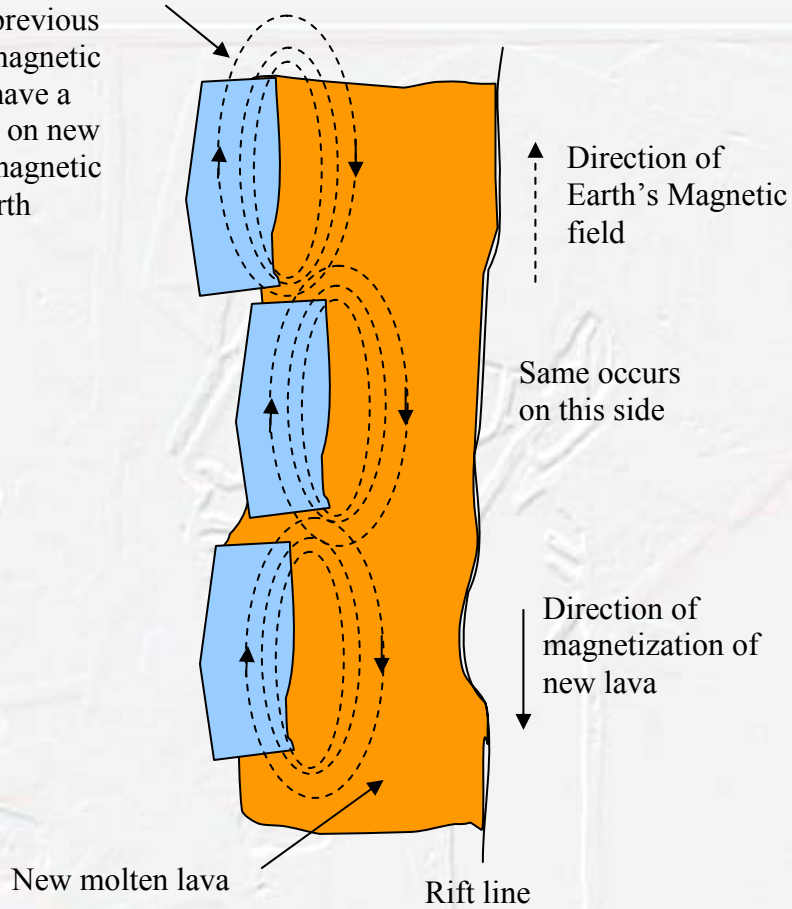 previous
magnetic
have a
on new
magnetic
rth
Direction of
Earth's Magnetic
field
Same occurs
on this side
Direction of
magnetization of
new lava
New molten lava
Rift line